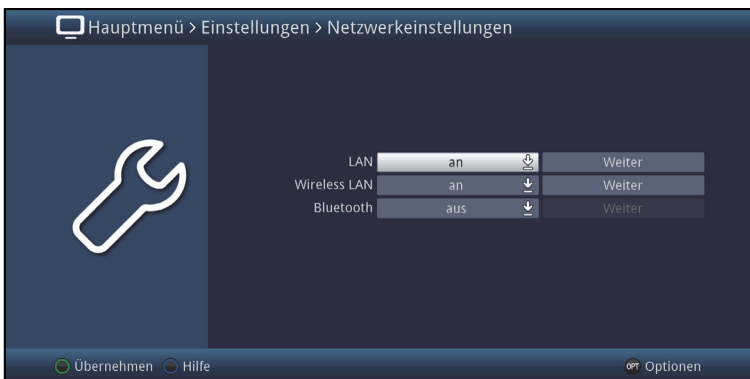 Hauptmenü > Einstellungen > Netzwerkeinstellungen
LAN an Weiter
Wireless LAN an Weiter
Bluetooth aus Weiter
Übernehmen Hilfe OPT Optionen